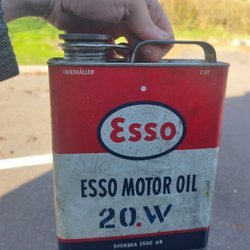 INNEHÅLLER 2 LIT.
Esso
ESSO MOTOR OIL
20.W
SVENSKA ESSO AB